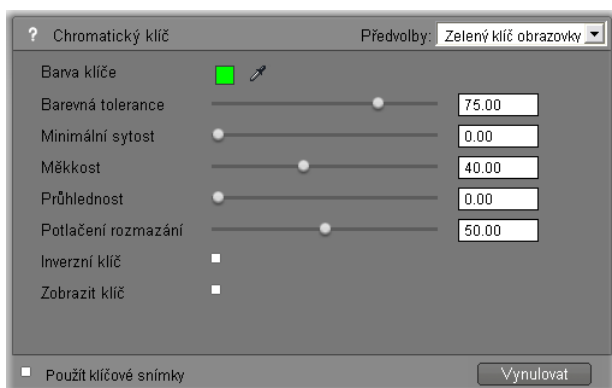 ? Chromatický klíč Předvolby: Zelený klíč obrazovky
Barva klíče
Barevná tolerance 75.00
Minimální sytost 0.00
Měkkost 40.00
Průhlednost 0.00
Potlačení rozmazání 50.00
Inverzní klíč
Zobrazit klíč
Použít klíčové snímky Vynulovat